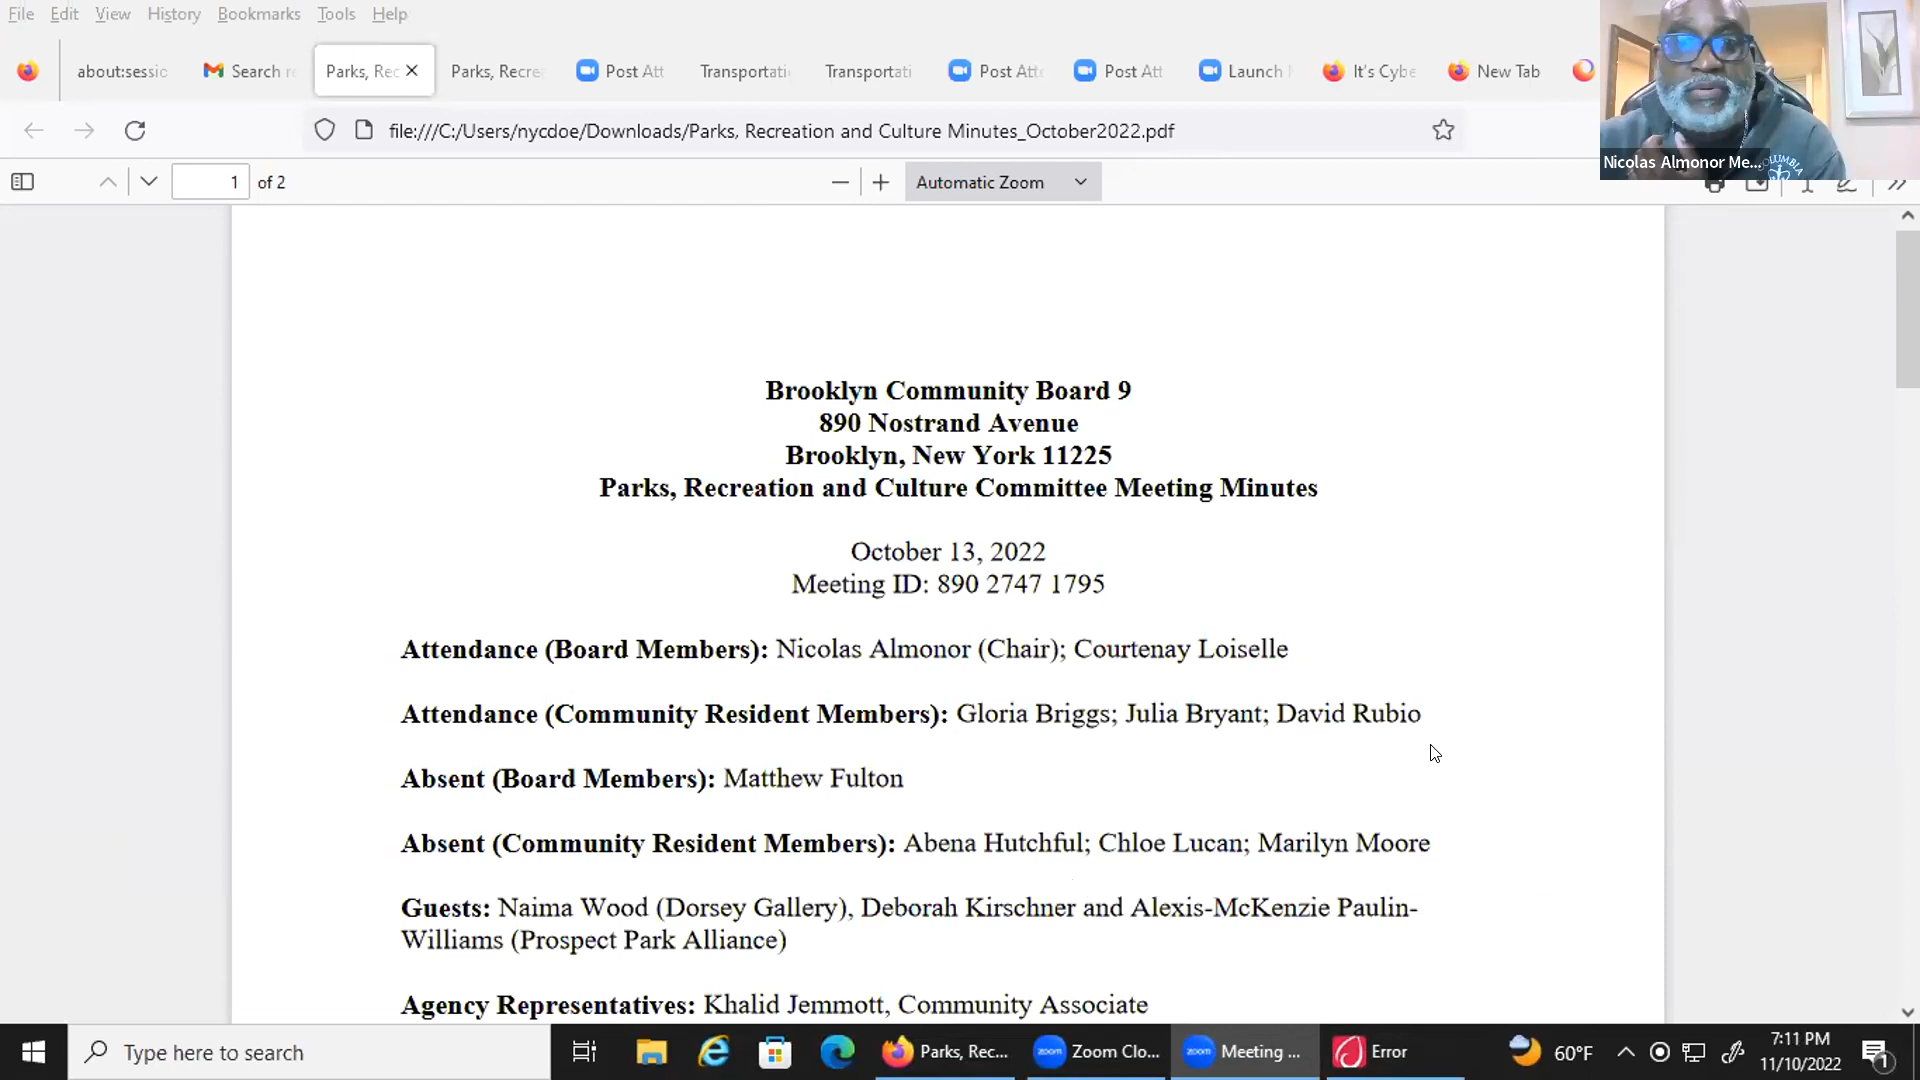 File Edit View History Bookmarks Tools Help
about:sessio Search r Parks, Rec Parks, Recre Post Att Transportati Transportati Post Att Post Att Launch It's Cybe New Tab
file:///C:/Users/nycdoe/Downloads/Parks, Recreation and Culture Minutes_October2022.pdf
Nicolas Almonor Me...
1 of 2 Automatic Zoom
Brooklyn Community Board 9
890 Nostrand Avenue
Brooklyn, New York 11225
Parks, Recreation and Culture Committee Meeting Minutes
October 13, 2022
Meeting ID: 890 2747 1795
Attendance (Board Members): Nicolas Almonor (Chair); Courtenay Loiselle
Attendance (Community Resident Members): Gloria Briggs; Julia Bryant; David Rubio
Absent (Board Members): Matthew Fulton
Absent (Community Resident Members): Abena Hutchful; Chloe Lucan; Marilyn Moore
Guests: Naima Wood (Dorsey Gallery), Deborah Kirschner and Alexis-McKenzie Paulin-
Williams (Prospect Park Alliance)
Agency Representatives: Khalid Jemmott, Community Associate
Type here to search Parks, Rec... zoom Zoom Clo... zoom Meeting ... Error 60°F 7:11 PM
11/10/2022 1